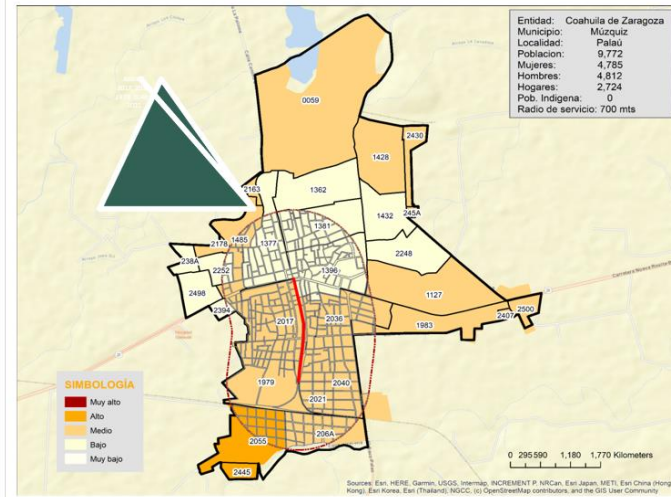 Entidad: Coahuila de Zaragoza
Municipio: Múzquiz
Localidad: Palaú
Poblacion: 9,772
Mujeres: 4,785
Hombres: 4,812
Hogares: 2,724
Pob. Indigena: 0
Radio de servicio: 700 mts
0059
2430
1428
2163
1362
1432
245A
1381
1485
1377
2178
2248
238A
2252
1396
2498
1127
2394
2500
2407
2017
2036
1983
1979
2040
2021
206A
2055
2445
SIMBOLOGÍA
Muy alto
Alto
Medio
Bajo
Muy bajo
0 295590 1,180 1,770 Kilometers
Sources: Esri, HERE, Garmin, USGS, Intermap, INCREMENT P, NRCan, Esri Japan, METI, Esri China (Hong
Kong), Esri Korea, Esri (Thailand), NGCC, (c) OpenStreetMap contributors, and the GIS User Community